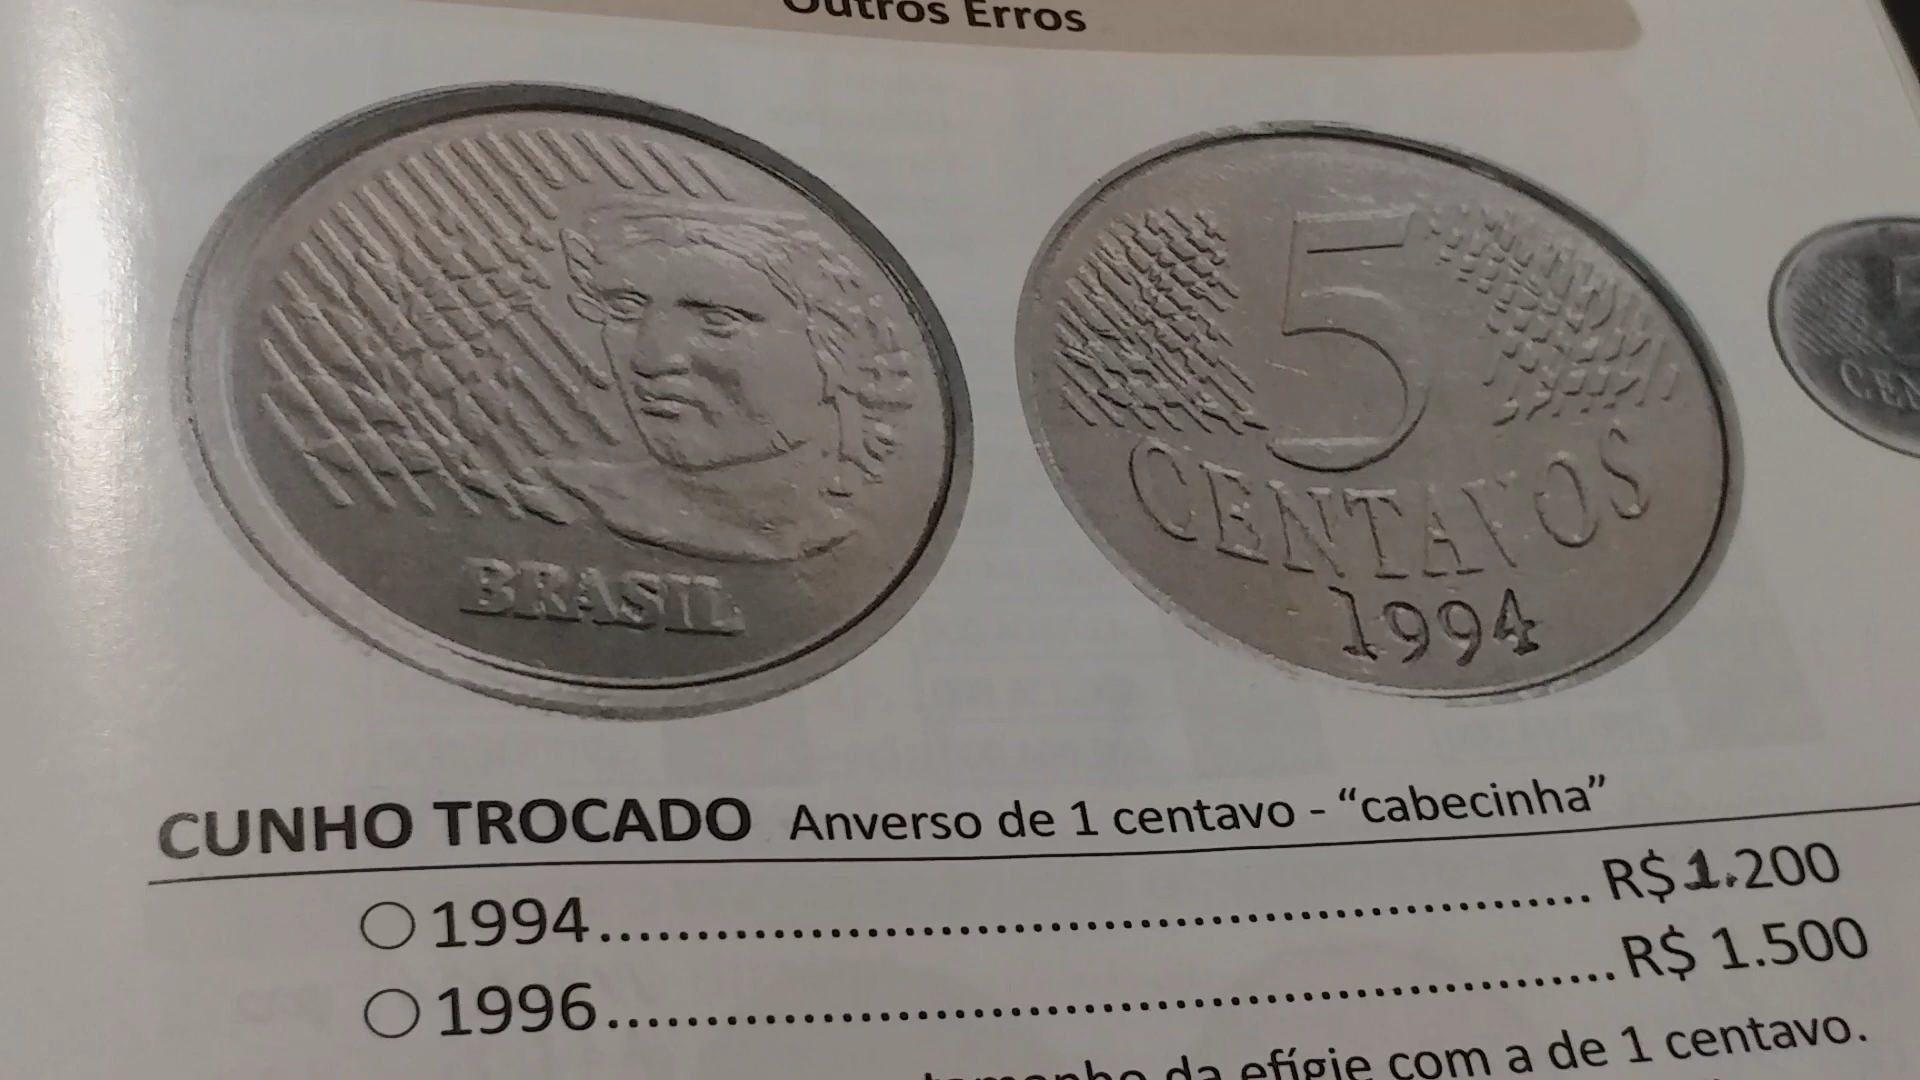 Outros Erros
BRASIL
5
CENTAVOS
1994
CUNHO TROCADO Anverso de 1 centavo - “cabecinha”
1994........................................................ R$ 1.200
1996........................................................ R$ 1.500
da efígie com a de 1 centavo.